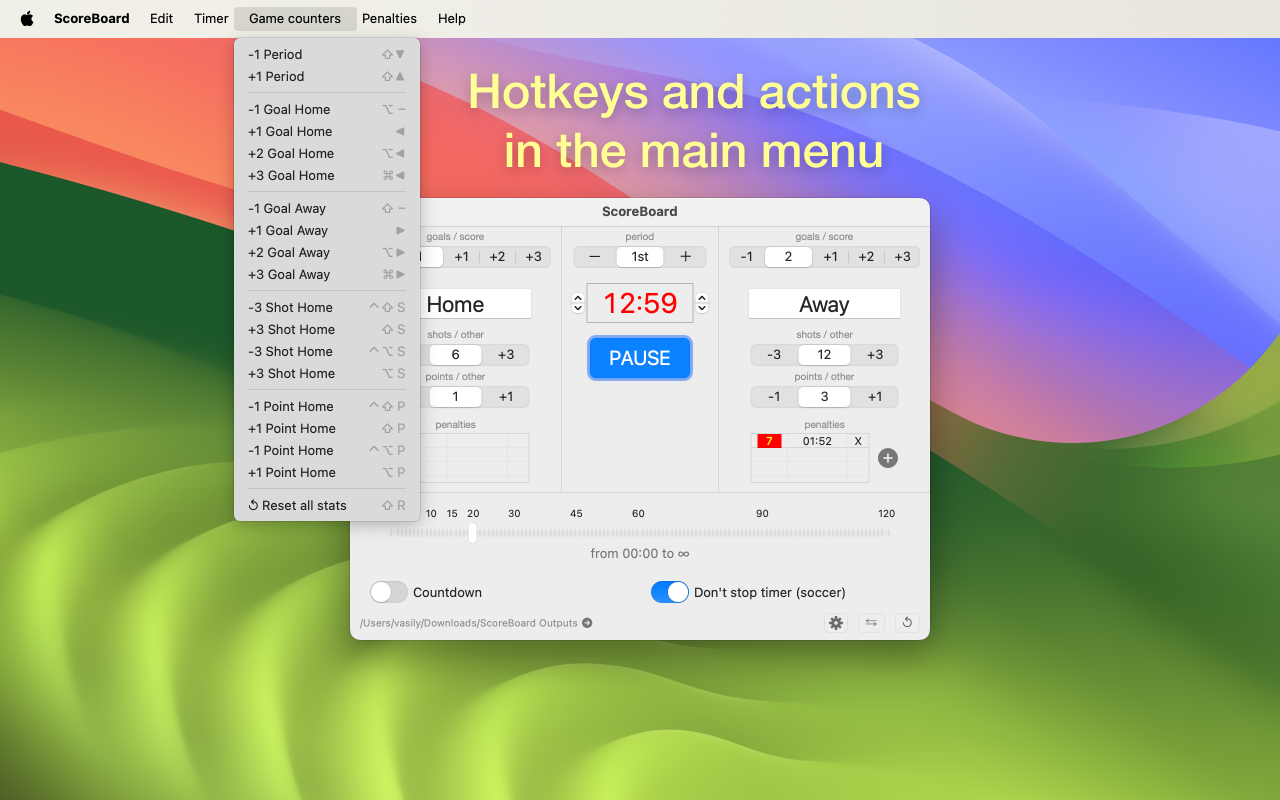 ScoreBoard Edit Timer Game counters Penalties Help
Hotkeys and actions
in the main menu
-1 Period ⇧▼
+1 Period ⇧▲
-1 Goal Home ⌥ –
+1 Goal Home ◀
+2 Goal Home ⌥◀
+3 Goal Home ⌘◀
-1 Goal Away ⇧ –
+1 Goal Away ▶
+2 Goal Away ⌥▶
+3 Goal Away ⌘▶
-3 Shot Home ^⇧ S
+3 Shot Home ⇧ S
-3 Shot Home ^⌥ S
+3 Shot Home ⌥ S
-1 Point Home ^⇧ P
+1 Point Home ⇧ P
-1 Point Home ^⌥ P
+1 Point Home ⌥ P
Reset all stats ⇧ R
ScoreBoard
goals / score
+1 +2 +3
Home
shots / other
6 +3
points / other
1 +1
penalties
period
− 1st +
12:59
PAUSE
goals / score
-1 2 +1 +2 +3
Away
shots / other
-3 12 +3
points / other
-1 3 +1
penalties
7 01:52 X
10 15 20 30 45 60 90 120
from 00:00 to ∞
Countdown Don't stop timer (soccer)
/Users/vasily/Downloads/ScoreBoard Outputs